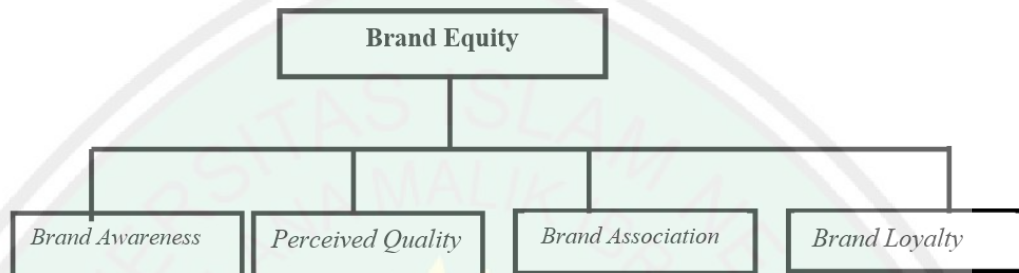 Brand Equity
Brand Awareness
Perceived Quality
Brand Association
Brand Loyalty